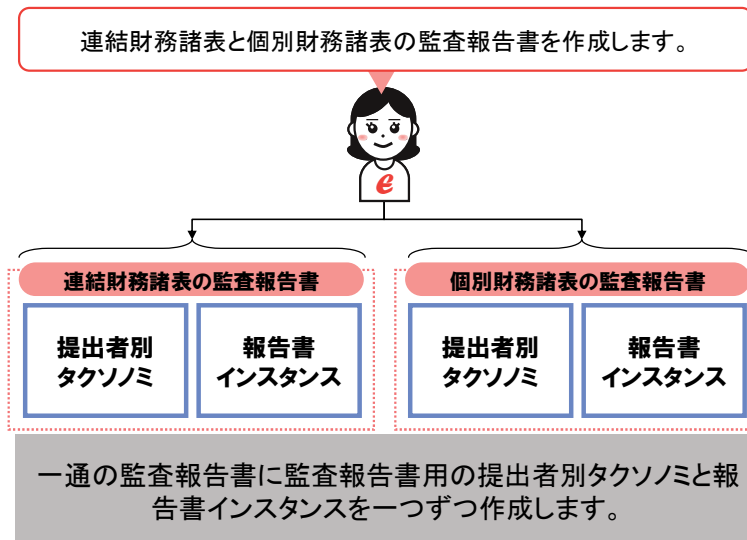 連結財務諸表と個別財務諸表の監査報告書を作成します。
e
連結財務諸表の監査報告書
個別財務諸表の監査報告書
提出者別
タクソノミ
報告書
インスタンス
提出者別
タクソノミ
報告書
インスタンス
一通の監査報告書に監査報告書用の提出者別タクソノミと報
告書インスタンスを一つずつ作成します。